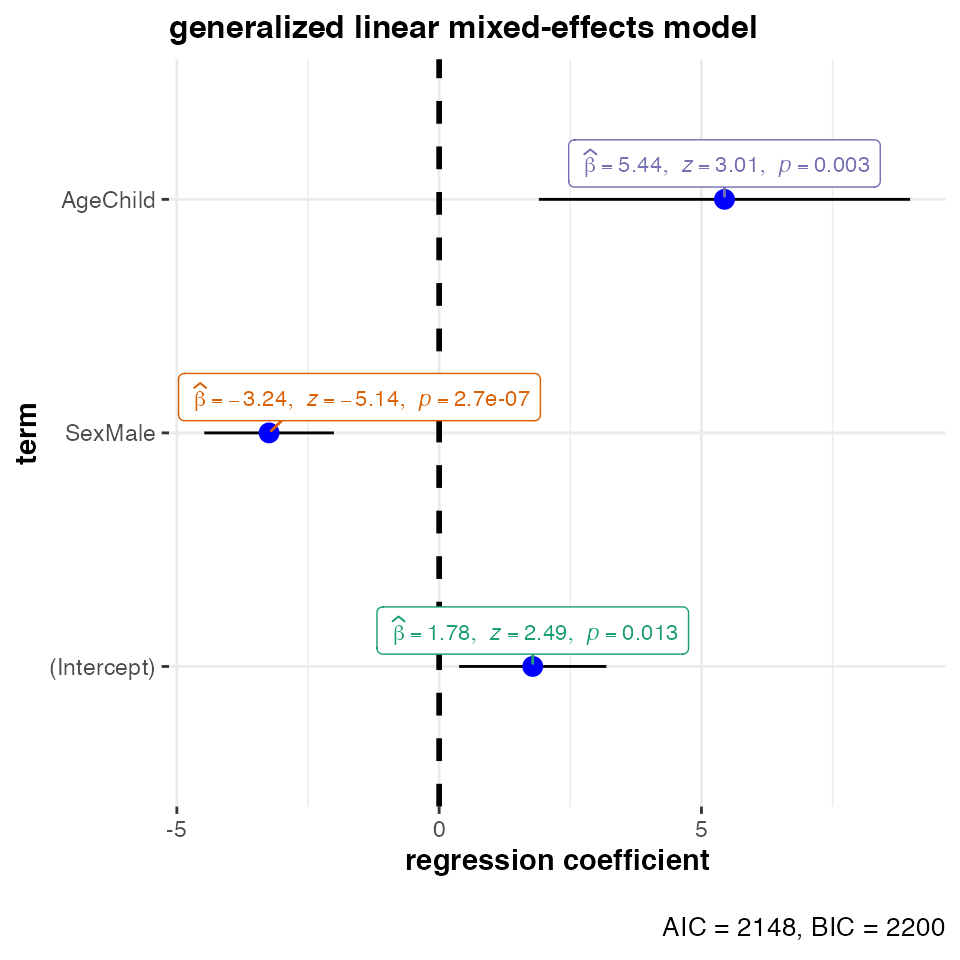 generalized linear mixed-effects model
AgeChild
β̂ = 5.44, z = 3.01, p = 0.003
SexMale
β̂ = −3.24, z = −5.14, p = 2.7e-07
(Intercept)
β̂ = 1.78, z = 2.49, p = 0.013
term
-5 0 5
regression coefficient
AIC = 2148, BIC = 2200